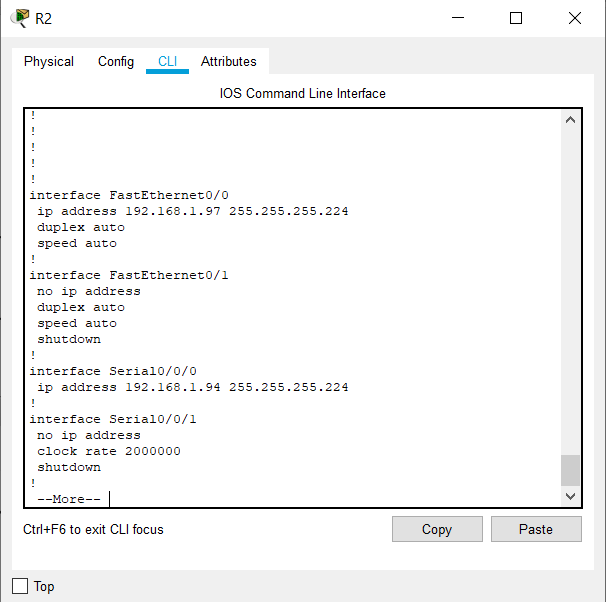 R2
Physical Config CLI Attributes
IOS Command Line Interface
!
!
!
!
!
interface FastEthernet0/0
 ip address 192.168.1.97 255.255.255.224
 duplex auto
 speed auto
!
interface FastEthernet0/1
 no ip address
 duplex auto
 speed auto
 shutdown
!
interface Serial0/0/0
 ip address 192.168.1.94 255.255.255.224
!
interface Serial0/0/1
 no ip address
 clock rate 2000000
 shutdown
!
 --More--
Ctrl+F6 to exit CLI focus Copy Paste
Top